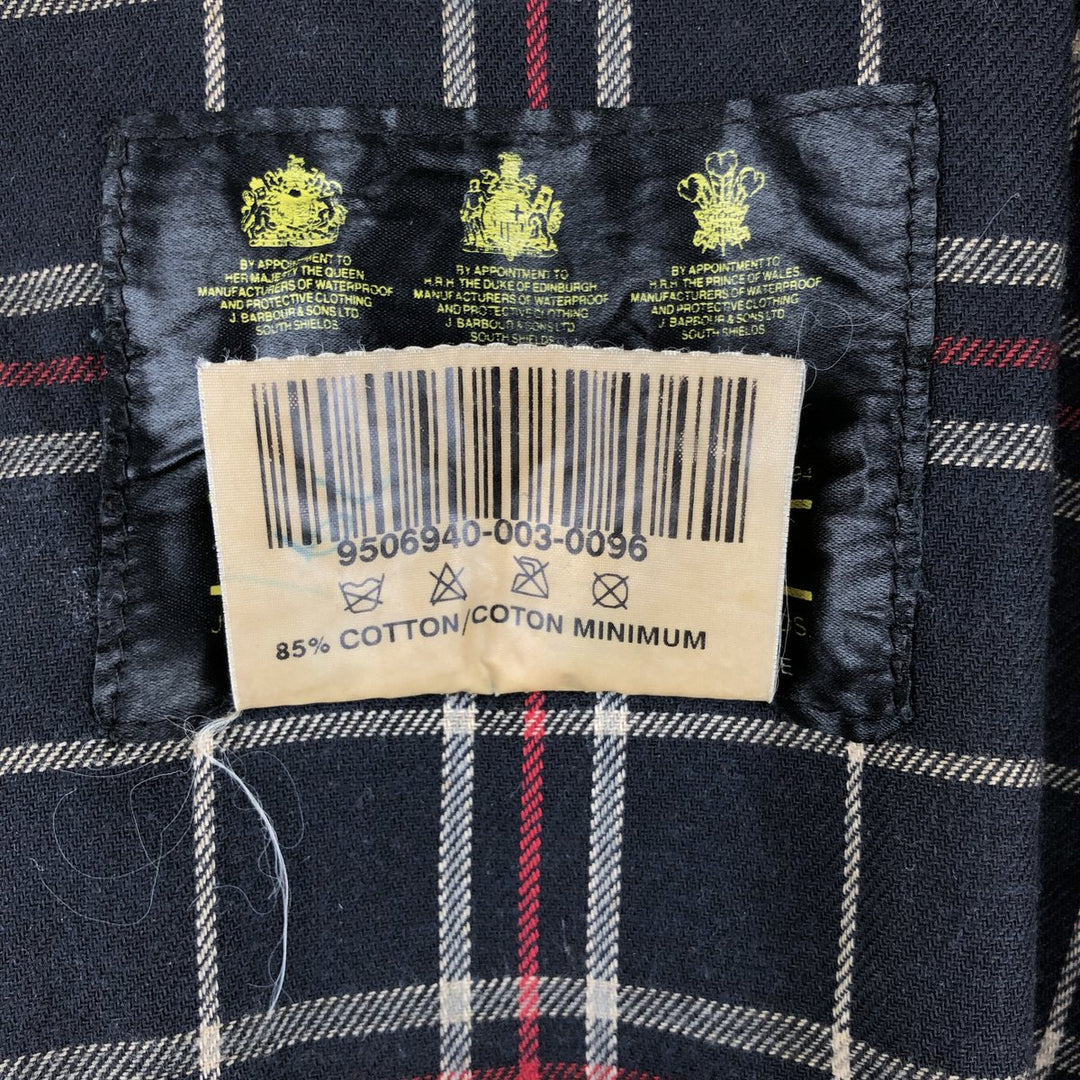 BY APPOINTMENT TO
HER MAJESTY THE QUEEN
MANUFACTURERS OF WATERPROOF
AND PROTECTIVE CLOTHING
J. BARBOUR & SONS LTD
SOUTH SHIELDS
BY APPOINTMENT TO
H.R.H THE DUKE OF EDINBURGH
MANUFACTURERS OF WATERPROOF
AND PROTECTIVE CLOTHING
J. BARBOUR & SONS LTD
SOUTH SHIELDS
BY APPOINTMENT TO
H.R.H. THE PRINCE OF WALES
MANUFACTURERS OF WATERPROOF
AND PROTECTIVE CLOTHING
J. BARBOUR & SONS LTD
SOUTH SHIELDS
9506940-003-0096
85% COTTON/COTON MINIMUM